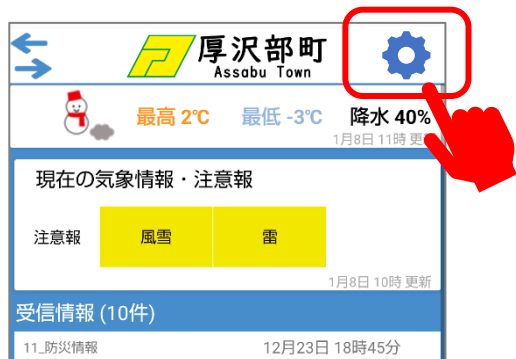 厚沢部町
Assabu Town
最高 2℃ 最低 -3℃ 降水 40%
1月8日 11時 更新
現在の気象情報・注意報
注意報 風雪 雷
1月8日 10時 更新
受信情報 (10件)
11_防災情報 12月23日 18時45分